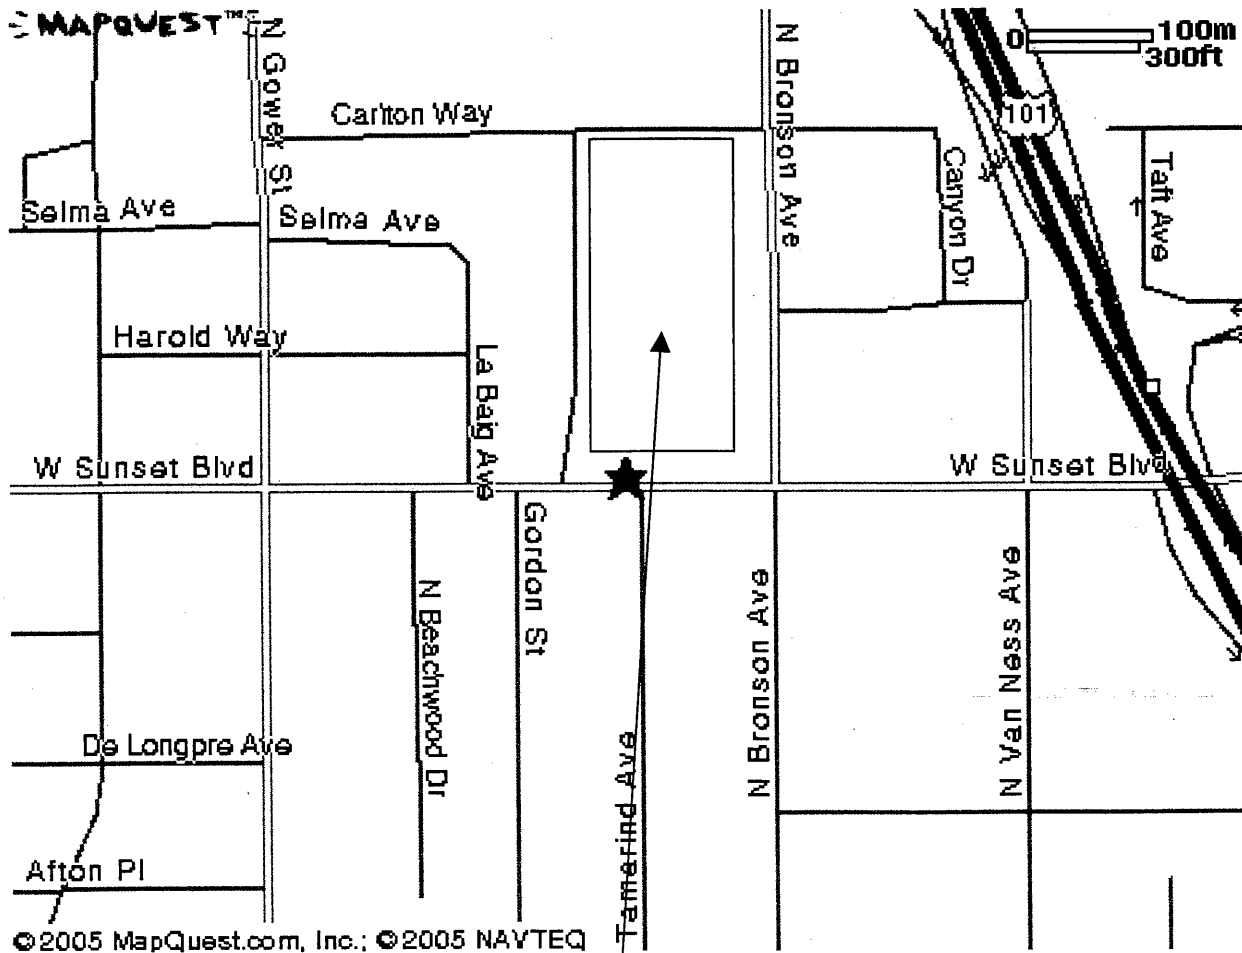 MAPQUEST™
N Gower St
N Bronson Ave
0 100m
300ft
Carlton Way
101
Canyon Dr
Taft Ave
Selma Ave
Selma Ave
Harold Way
La Baig Ave
W Sunset Blvd
W Sunset Blvd
Gordon St
N Beachwood Dr
Tamarind Ave
N Bronson Ave
N Van Ness Ave
De Longpre Ave
Afton Pl
©2005 MapQuest.com, Inc.; ©2005 NAVTEQ